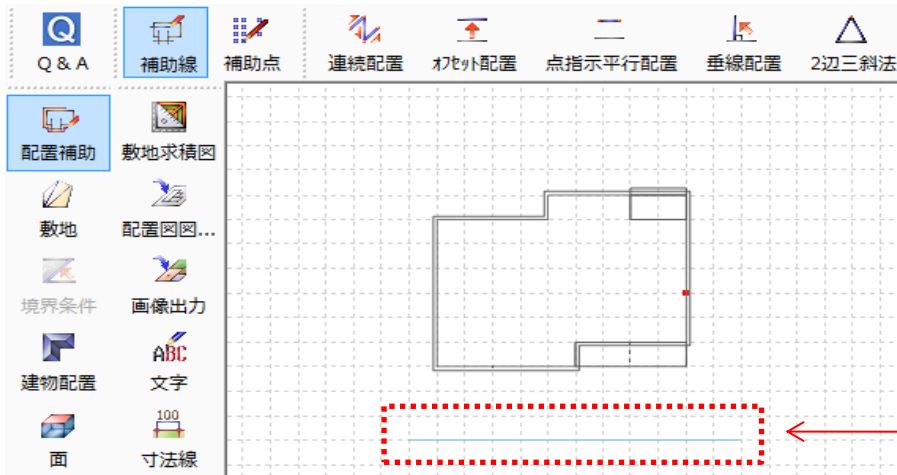 Q & A
補助線
補助点
連続配置
ｵﾌｾｯﾄ配置
点指示平行配置
垂線配置
2辺三斜法
配置補助
敷地求積図
敷地
配置図図...
境界条件
画像出力
建物配置
ABC
文字
面
100
寸法線